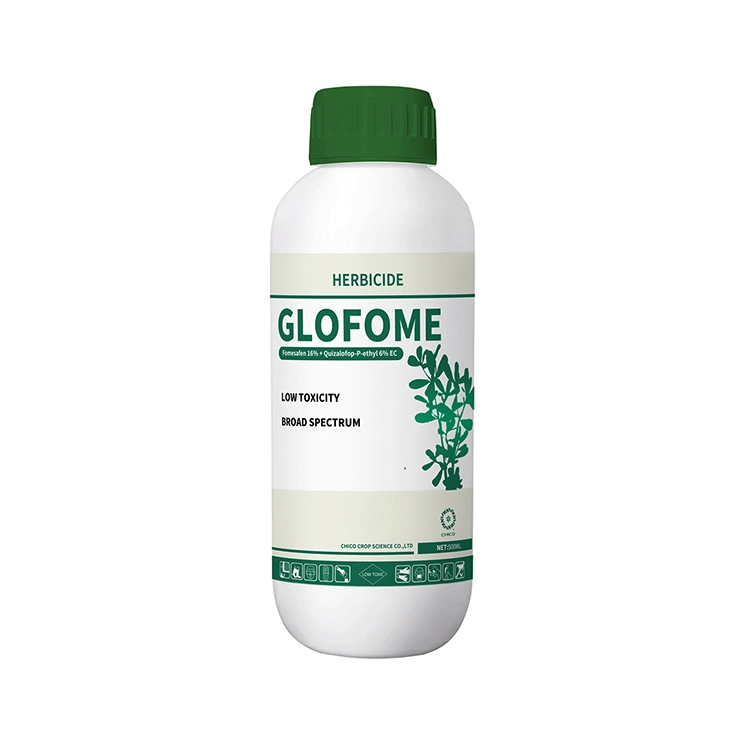 HERBICIDE
GLOFOME
Fomesafen 16% + Quizalofop-P-ethyl 6% EC
LOW TOXICITY
BROAD SPECTRUM
CHICO
CHICO CROP SCIENCE CO.,LTD
NET:500ML
LOW TOXIC